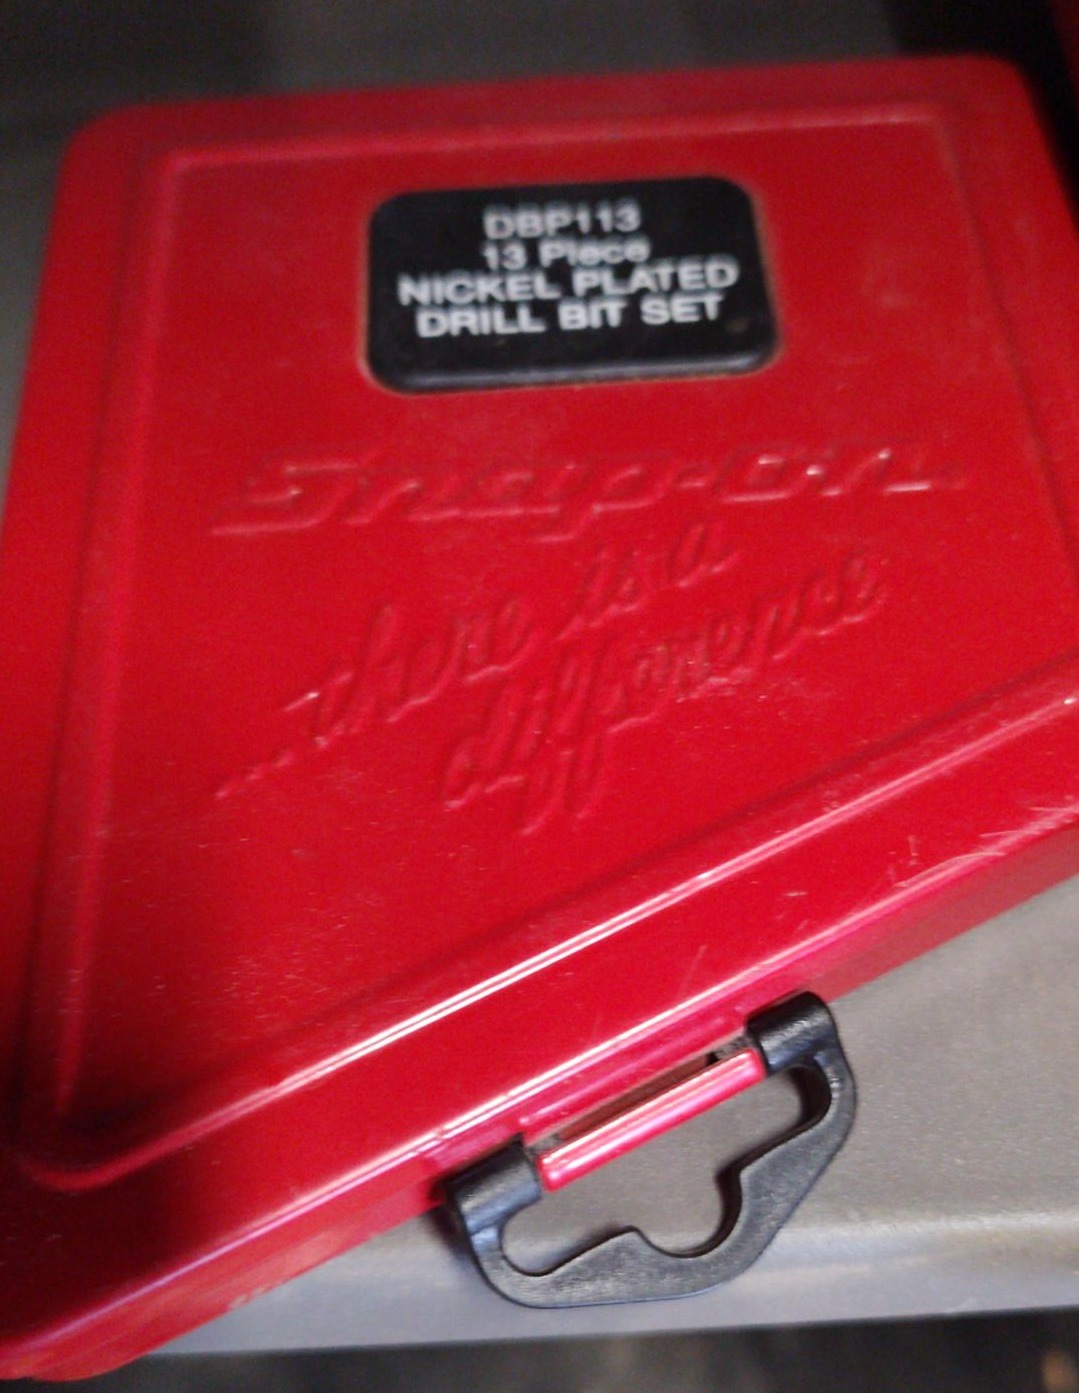 DBP113
13 Piece
NICKEL PLATED
DRILL BIT SET
Snap-on
...there is a
difference